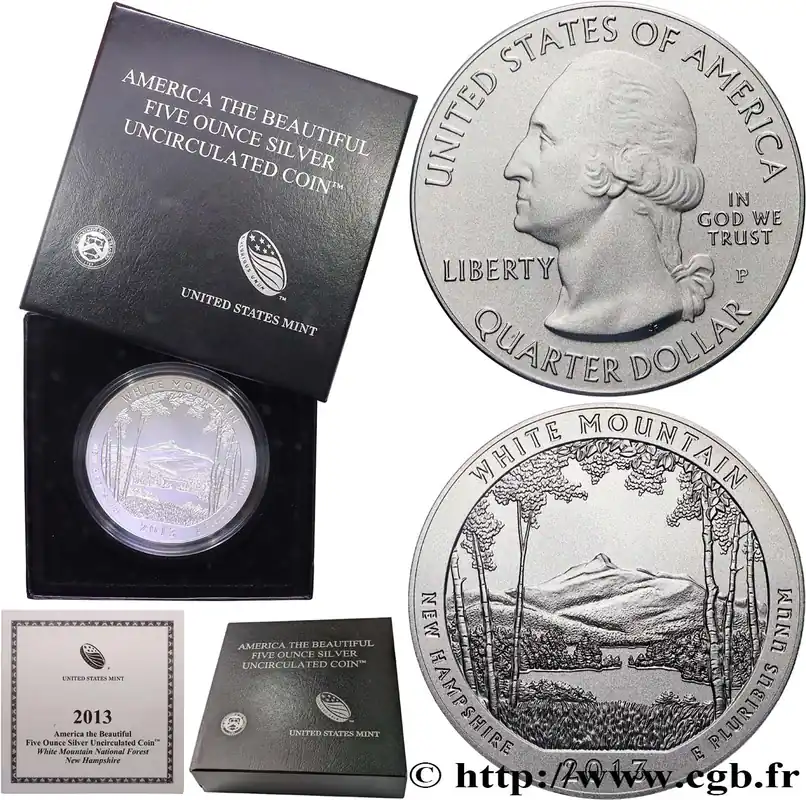 AMERICA THE BEAUTIFUL
FIVE OUNCE SILVER
UNCIRCULATED COIN™
UNITED STATES MINT
UNITED STATES OF AMERICA
IN
GOD WE
TRUST
LIBERTY
P
QUARTER DOLLAR
WHITE MOUNTAIN
2013
WHITE MOUNTAIN
NEW HAMPSHIRE
2013
E PLURIBUS UNUM
UNITED STATES MINT
2013
America the Beautiful
Five Ounce Silver Uncirculated Coin™
White Mountain National Forest
New Hampshire
AMERICA THE BEAUTIFUL
FIVE OUNCE SILVER
UNCIRCULATED COIN™
UNITED STATES MINT
© http://www.cgb.fr